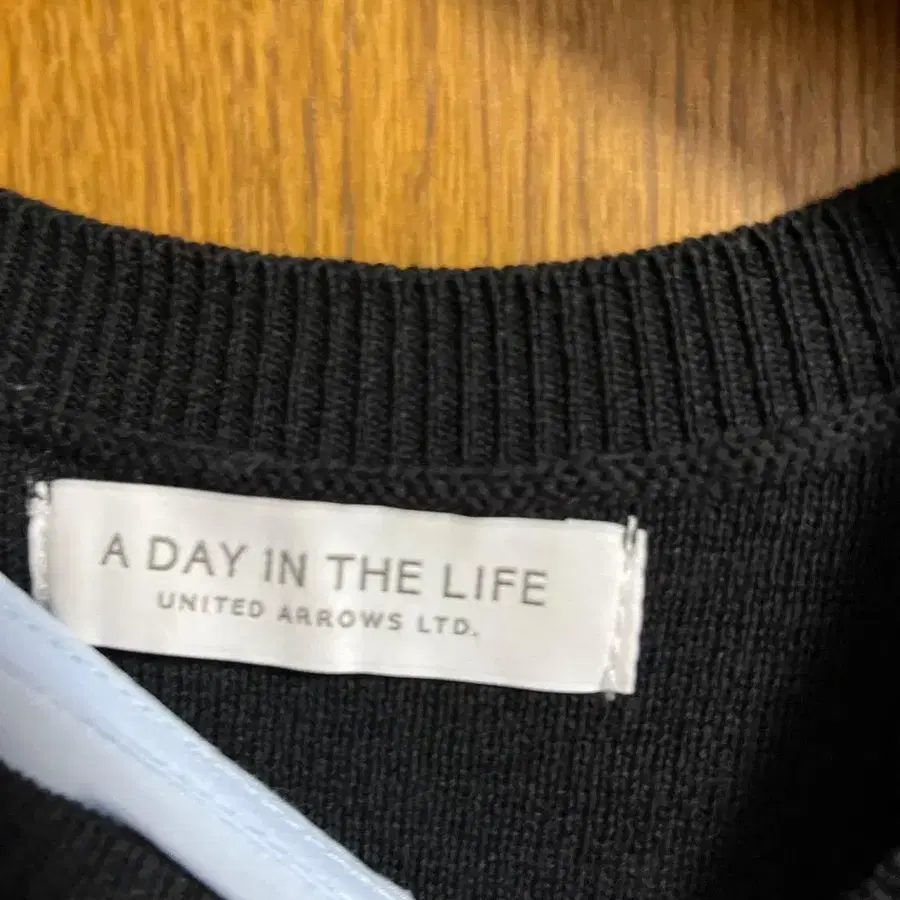 A DAY IN THE LIFE
UNITED ARROWS LTD.